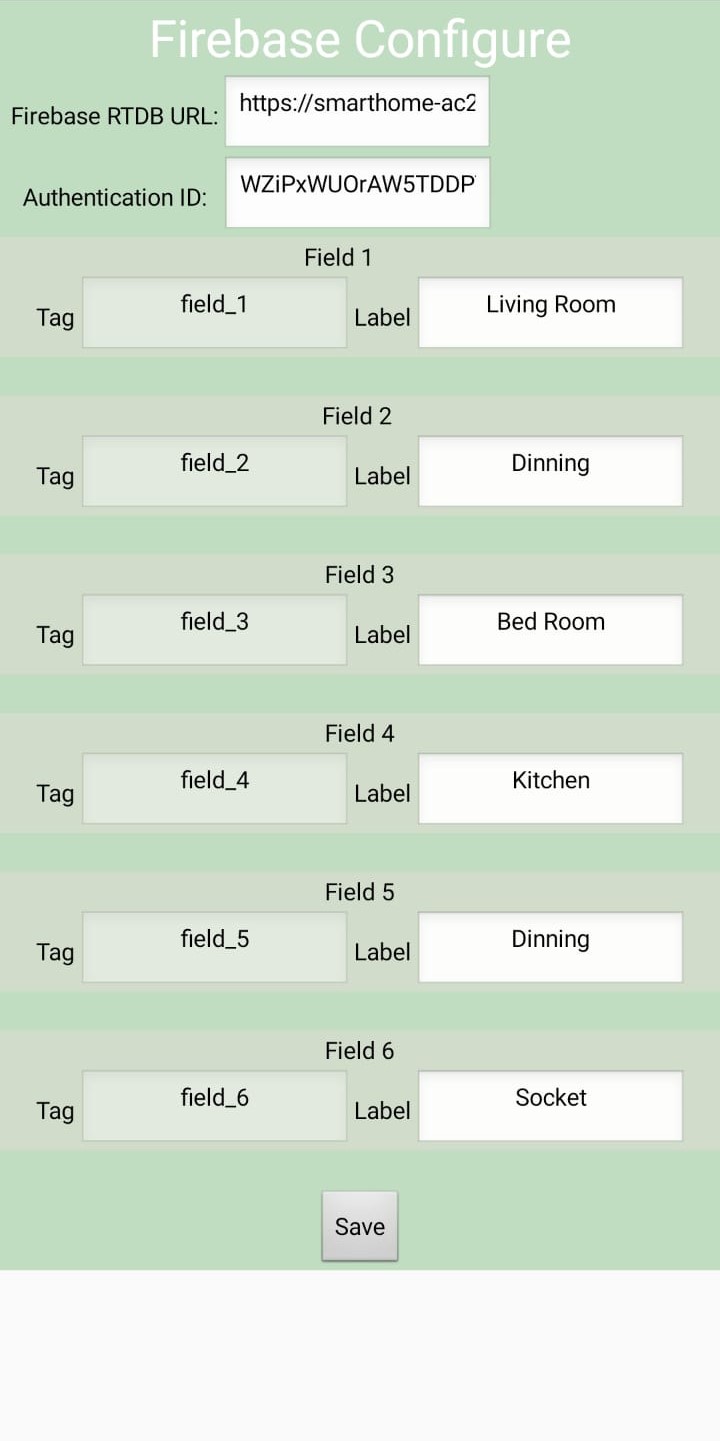 Firebase Configure
Firebase RTDB URL: https://smarthome-ac2
Authentication ID: WZiPxWUOrAW5TDDP
Field 1
Tag field_1 Label Living Room
Field 2
Tag field_2 Label Dinning
Field 3
Tag field_3 Label Bed Room
Field 4
Tag field_4 Label Kitchen
Field 5
Tag field_5 Label Dinning
Field 6
Tag field_6 Label Socket
Save